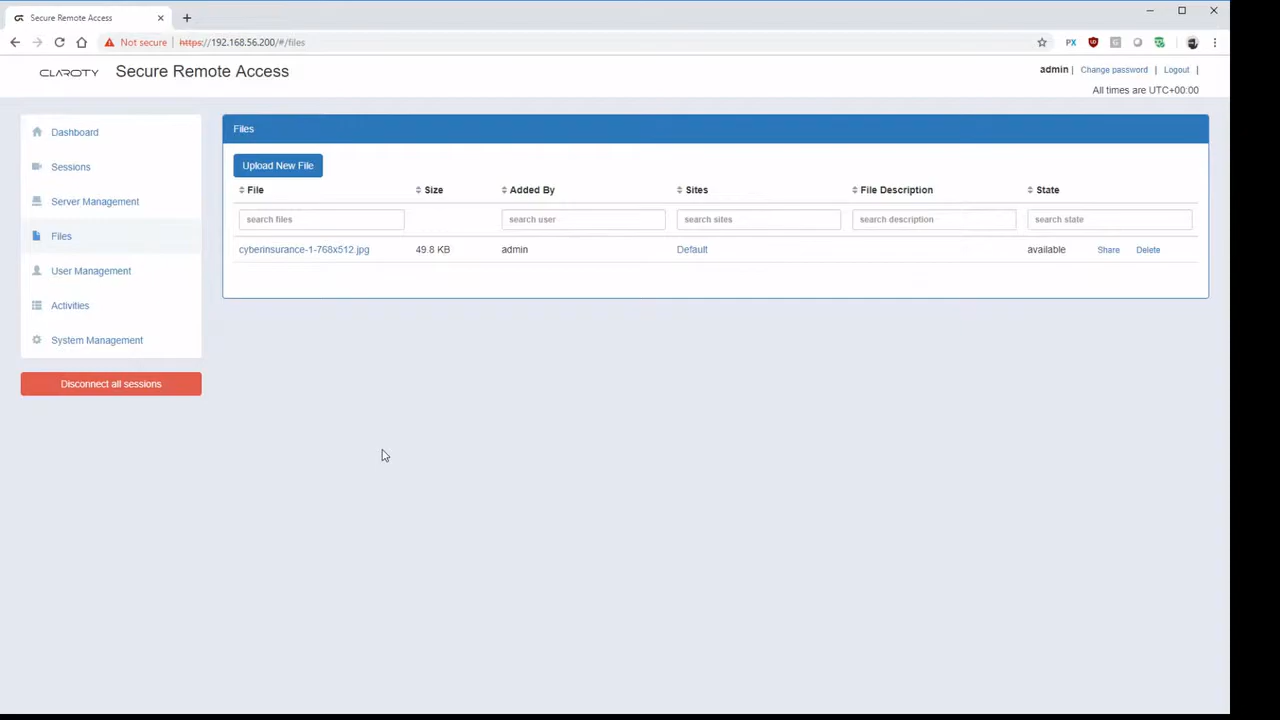 Secure Remote Access
Not secure | https://192.168.56.200/#/files
PX
CLAROTY Secure Remote Access
admin | Change password | Logout |
All times are UTC+00:00
Dashboard
Sessions
Server Management
Files
User Management
Activities
System Management
Disconnect all sessions
Files
Upload New File
File Size Added By Sites File Description State
search files search user search sites search description search state
cyberinsurance-1-768x512.jpg 49.8 KB admin Default available Share Delete